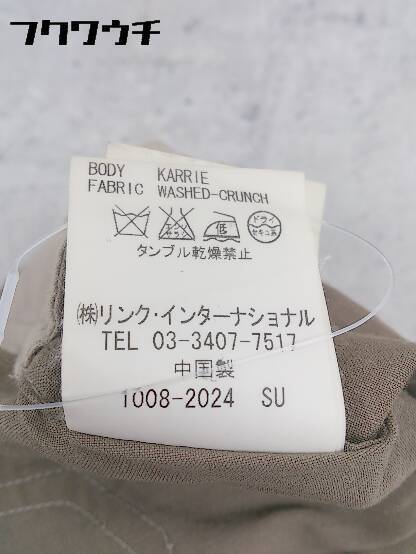 フクワウチ
BODY KARRIE
FABRIC WASHED-CRUNCH
低 ドライ セキユ系
タンブル乾燥禁止
㈱リンク・インターナショナル
TEL 03-3407-7517
中国製
1008-2024 SU